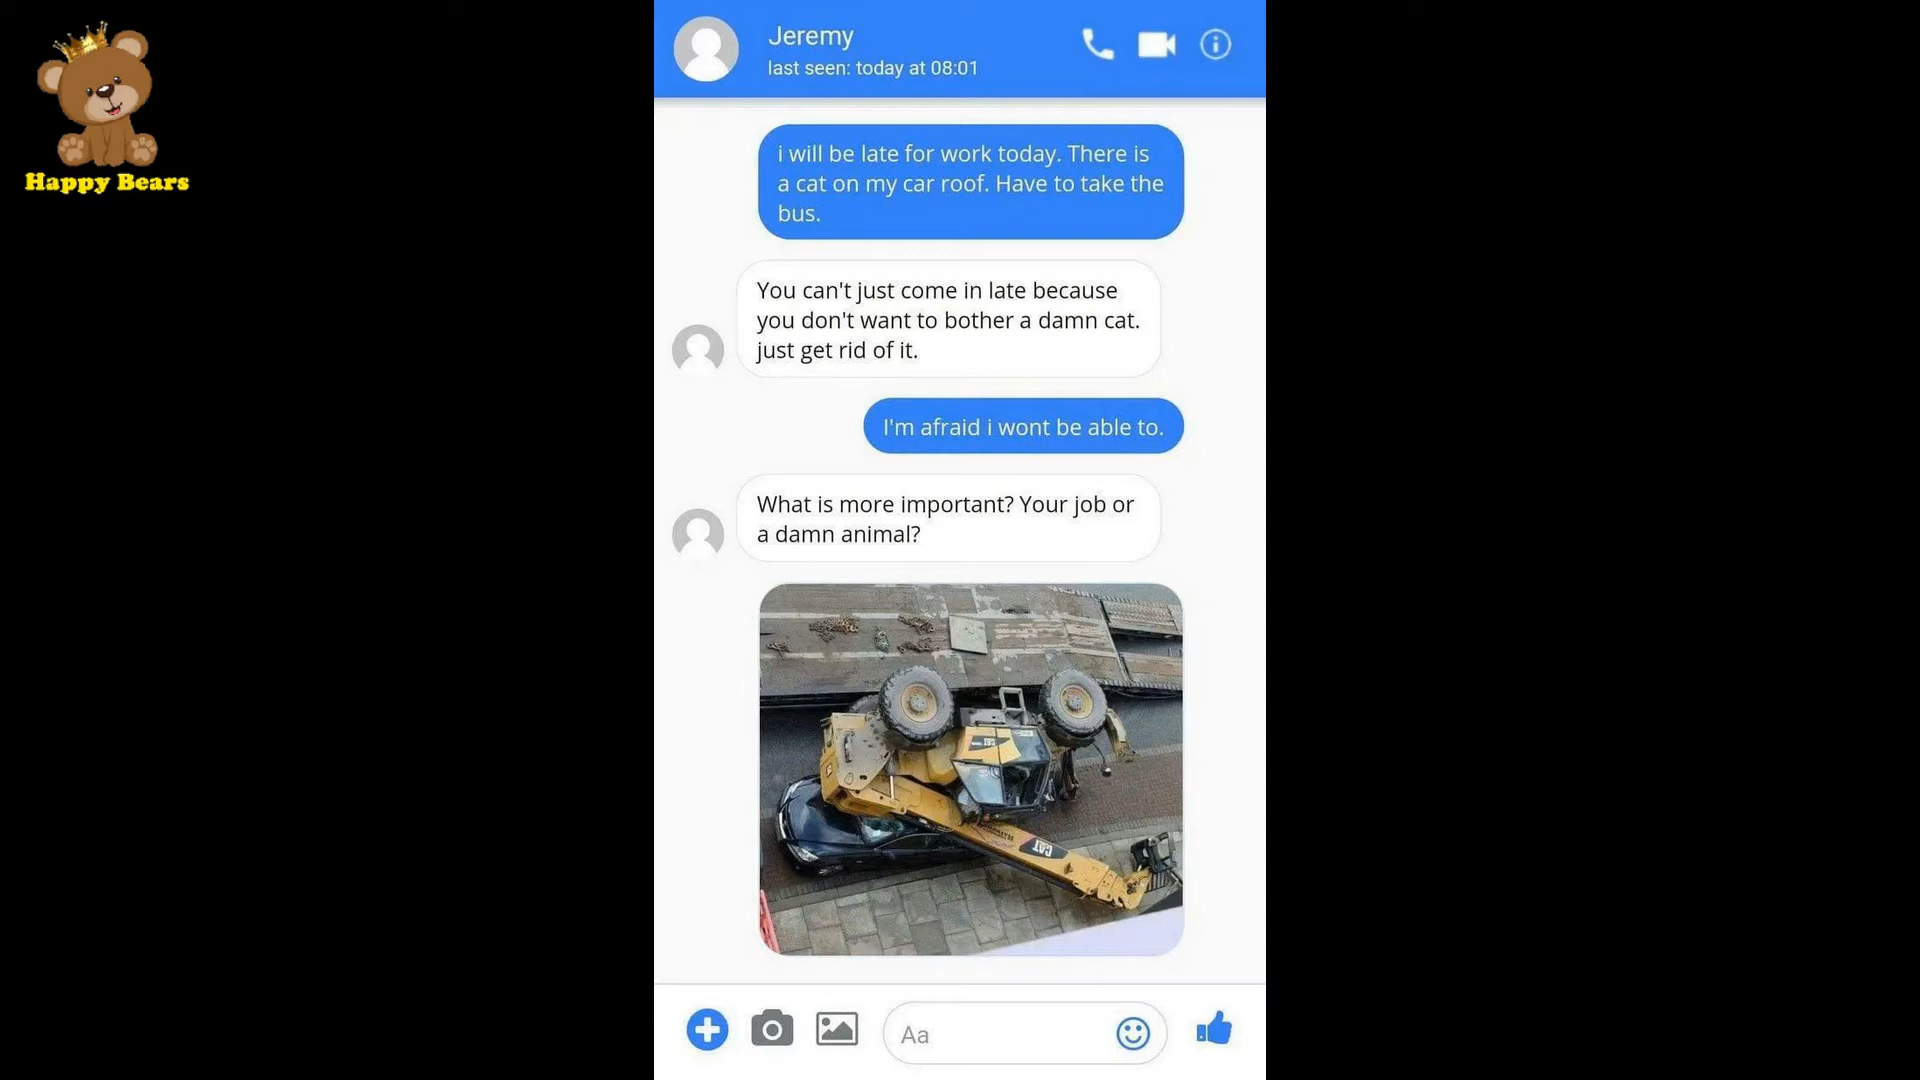 Happy Bears
Jeremy
last seen: today at 08:01
i will be late for work today. There is
a cat on my car roof. Have to take the
bus.
You can't just come in late because
you don't want to bother a damn cat.
just get rid of it.
I'm afraid i wont be able to.
What is more important? Your job or
a damn animal?
CAT
CAT
Aa